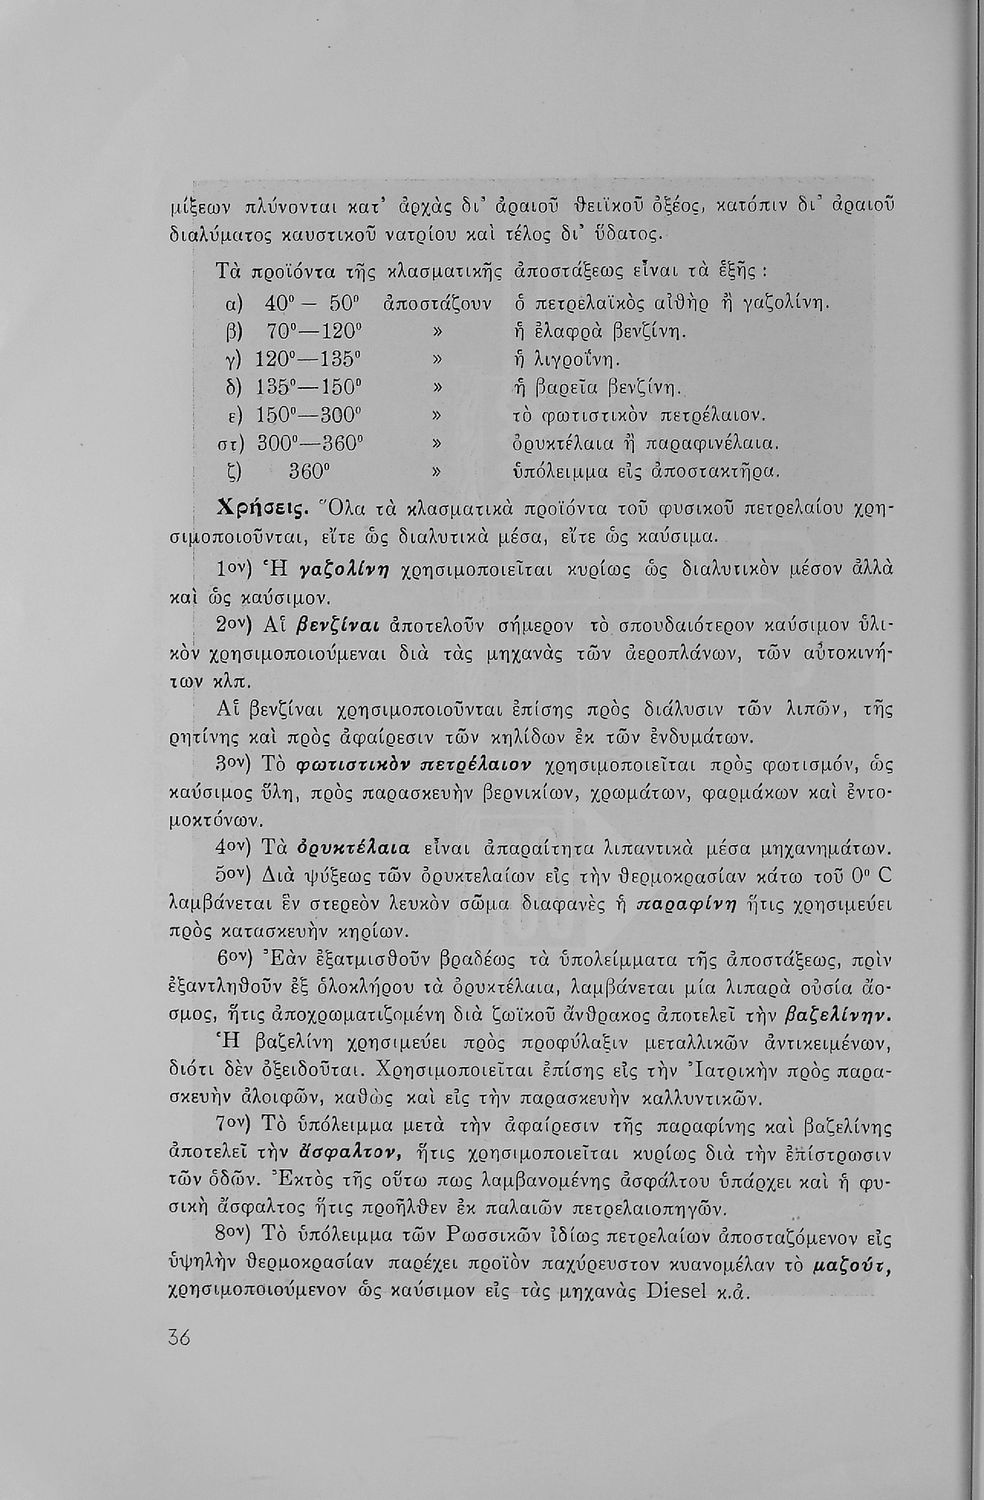 μίξεων πλύνονται κατ' ἀρχὰς δι' ἀραιοῦ θειϊκοῦ ὀξέος, κατόπιν δι' ἀραιοῦ
διαλύματος καυστικοῦ νατρίου καὶ τέλος δι' ὕδατος.
Τὰ προϊόντα τῆς κλασματικῆς ἀποστάξεως εἶναι τὰ ἑξῆς :
α) 40° — 50° ἀποστάζουν ὁ πετρελαϊκὸς αἰθὴρ ἢ γαζολίνη.
β) 70°—120° » ἡ ἐλαφρὰ βενζίνη.
γ) 120°—135° » ἡ λιγροΐνη.
δ) 135°—150° » ἡ βαρεῖα βενζίνη.
ε) 150°—300° » τὸ φωτιστικὸν πετρέλαιον.
στ) 300°—360° » ὀρυκτέλαια ἢ παραφινέλαια.
ζ) 360° » ὑπόλειμμα εἰς ἀποστακτῆρα.
Χρήσεις. Ὅλα τὰ κλασματικὰ προϊόντα τοῦ φυσικοῦ πετρελαίου χρη-
σιμοποιοῦνται, εἴτε ὡς διαλυτικὰ μέσα, εἴτε ὡς καύσιμα.
1ον) Ἡ γαζολίνη χρησιμοποιεῖται κυρίως ὡς διαλυτικὸν μέσον ἀλλὰ
καὶ ὡς καύσιμον.
2ον) Αἱ βενζίναι ἀποτελοῦν σήμερον τὸ σπουδαιότερον καύσιμον ὑλι-
κὸν χρησιμοποιούμεναι διὰ τὰς μηχανὰς τῶν ἀεροπλάνων, τῶν αὐτοκινή-
των κλπ.
Αἱ βενζίναι χρησιμοποιοῦνται ἐπίσης πρὸς διάλυσιν τῶν λιπῶν, τῆς
ρητίνης καὶ πρὸς ἀφαίρεσιν τῶν κηλίδων ἐκ τῶν ἐνδυμάτων.
3ον) Τὸ φωτιστικὸν πετρέλαιον χρησιμοποιεῖται πρὸς φωτισμόν, ὡς
καύσιμος ὕλη, πρὸς παρασκευὴν βερνικίων, χρωμάτων, φαρμάκων καὶ ἐντο-
μοκτόνων.
4ον) Τὰ ὀρυκτέλαια εἶναι ἀπαραίτητα λιπαντικὰ μέσα μηχανημάτων.
5ον) Διὰ ψύξεως τῶν ὀρυκτελαίων εἰς τὴν θερμοκρασίαν κάτω τοῦ 0° C
λαμβάνεται ἓν στερεὸν λευκὸν σῶμα διαφανὲς ἡ παραφίνη ἥτις χρησιμεύει
πρὸς κατασκευὴν κηρίων.
6ον) Ἐὰν ἐξατμισθοῦν βραδέως τὰ ὑπολείμματα τῆς ἀποστάξεως, πρὶν
ἐξαντληθοῦν ἐξ ὁλοκλήρου τὰ ὀρυκτέλαια, λαμβάνεται μία λιπαρὰ οὐσία ἄο-
σμος, ἥτις ἀποχρωματιζομένη διὰ ζωϊκοῦ ἄνθρακος ἀποτελεῖ τὴν βαζελίνην.
Ἡ βαζελίνη χρησιμεύει πρὸς προφύλαξιν μεταλλικῶν ἀντικειμένων,
διότι δὲν ὀξειδοῦται. Χρησιμοποιεῖται ἐπίσης εἰς τὴν Ἰατρικὴν πρὸς παρα-
σκευὴν ἀλοιφῶν, καθὼς καὶ εἰς τὴν παρασκευὴν καλλυντικῶν.
7ον) Τὸ ὑπόλειμμα μετὰ τὴν ἀφαίρεσιν τῆς παραφίνης καὶ βαζελίνης
ἀποτελεῖ τὴν ἄσφαλτον, ἥτις χρησιμοποιεῖται κυρίως διὰ τὴν ἐπίστρωσιν
τῶν ὁδῶν. Ἐκτὸς τῆς οὕτω πως λαμβανομένης ἀσφάλτου ὑπάρχει καὶ ἡ φυ-
σικὴ ἄσφαλτος ἥτις προῆλθεν ἐκ παλαιῶν πετρελαιοπηγῶν.
8ον) Τὸ ὑπόλειμμα τῶν Ρωσσικῶν ἰδίως πετρελαίων ἀποσταζόμενον εἰς
ὑψηλὴν θερμοκρασίαν παρέχει προϊὸν παχύρευστον κυανομέλαν τὸ μαζούτ,
χρησιμοποιούμενον ὡς καύσιμον εἰς τὰς μηχανὰς Diesel κ.ἀ.
36